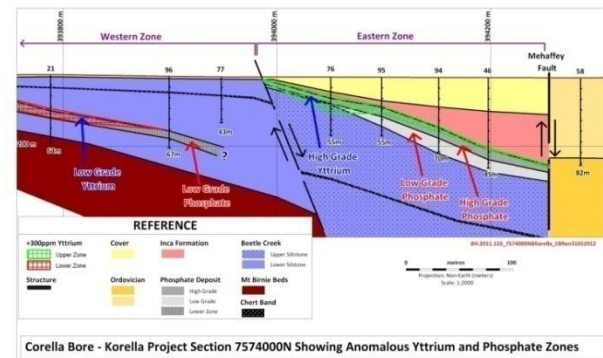 393800 m
394000 m
394200 m
Western Zone
Eastern Zone
Mehaffey
Fault
21
96
77
76
95
94
46
58
43m
?
200 m
64m
67m
55m
55m
70m
85m
82m
Low Grade
Yttrium
Low Grade
Phosphate
High Grade
Yttrium
Low Grade
Phosphate
High Grade
Phosphate
REFERENCE
+300ppm Yttrium
Upper Zone
Lower Zone
Structure
Cover
Ordovician
Inca Formation
Phosphate Deposit
High Grade
Low Grade
Lower Zone
Beetle Creek
Upper Siltstone
Lower Siltstone
Mt Birnie Beds
Chert Band
0
metres
100
Projection: Non-Earth (meters)
Scale: 1:2000
Corella Bore - Korella Project Section 7574000N Showing Anomalous Yttrium and Phosphate Zones